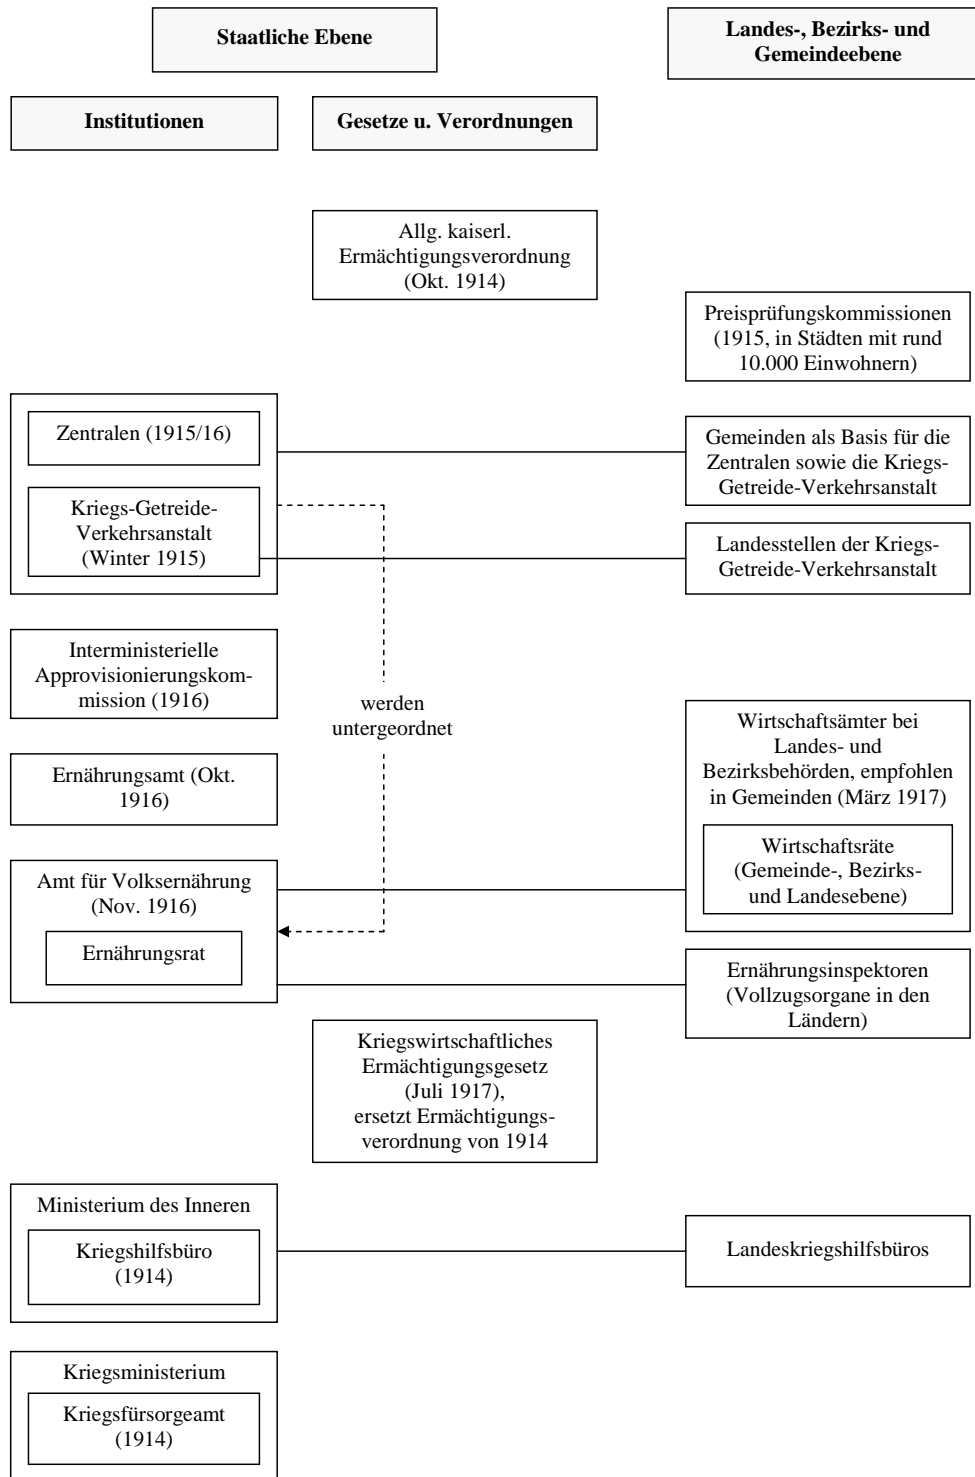 Staatliche Ebene
Landes-, Bezirks- und
Gemeindeebene
Institutionen
Gesetze u. Verordnungen
Allg. kaiserl.
Ermächtigungsverordnung
(Okt. 1914)
Preisprüfungskommissionen
(1915, in Städten mit rund
10.000 Einwohnern)
Zentralen (1915/16)
Gemeinden als Basis für die
Zentralen sowie die Kriegs-
Getreide-Verkehrsanstalt
Kriegs-Getreide-
Verkehrsanstalt
(Winter 1915)
Landesstellen der Kriegs-
Getreide-Verkehrsanstalt
Interministerielle
Approvisionierungskom-
mission (1916)
werden
untergeordnet
Ernährungsamt (Okt.
1916)
Wirtschaftsämter bei
Landes- und
Bezirksbehörden, empfohlen
in Gemeinden (März 1917)
Wirtschaftsräte
(Gemeinde-, Bezirks-
und Landesebene)
Amt für Volksernährung
(Nov. 1916)
Ernährungsrat
Ernährungsinspektoren
(Vollzugsorgane in den
Ländern)
Kriegswirtschaftliches
Ermächtigungsgesetz
(Juli 1917),
ersetzt Ermächtigungs-
verordnung von 1914
Ministerium des Inneren
Kriegshilfsbüro
(1914)
Landeskriegshilfsbüros
Kriegsministerium
Kriegsfürsorgeamt
(1914)